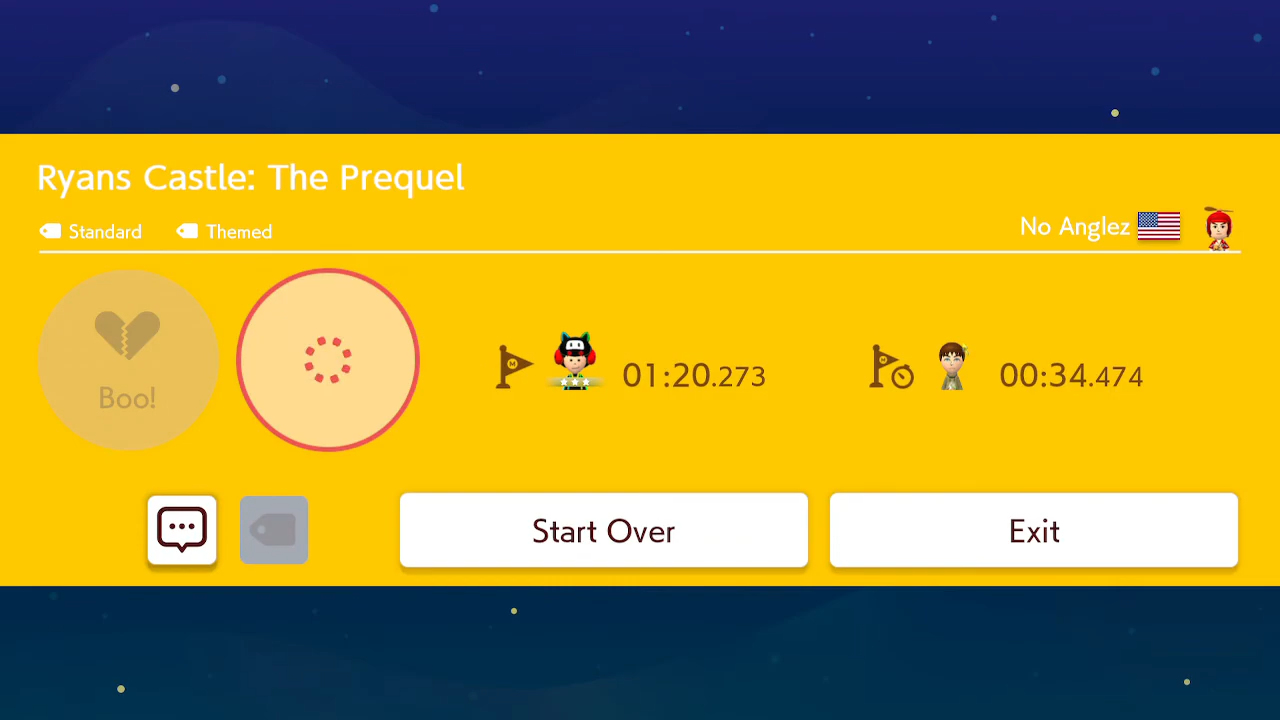 Ryans Castle: The Prequel
Standard Themed
No Anglez
Boo!
M 01:20.273
M 00:34.474
Start Over
Exit